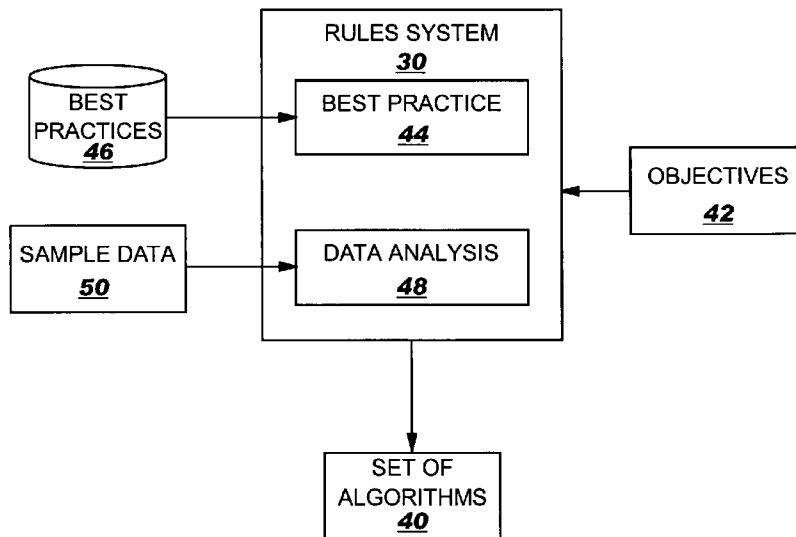 RULES SYSTEM
30
BEST
PRACTICES
46
BEST PRACTICE
44
OBJECTIVES
42
SAMPLE DATA
50
DATA ANALYSIS
48
SET OF
ALGORITHMS
40